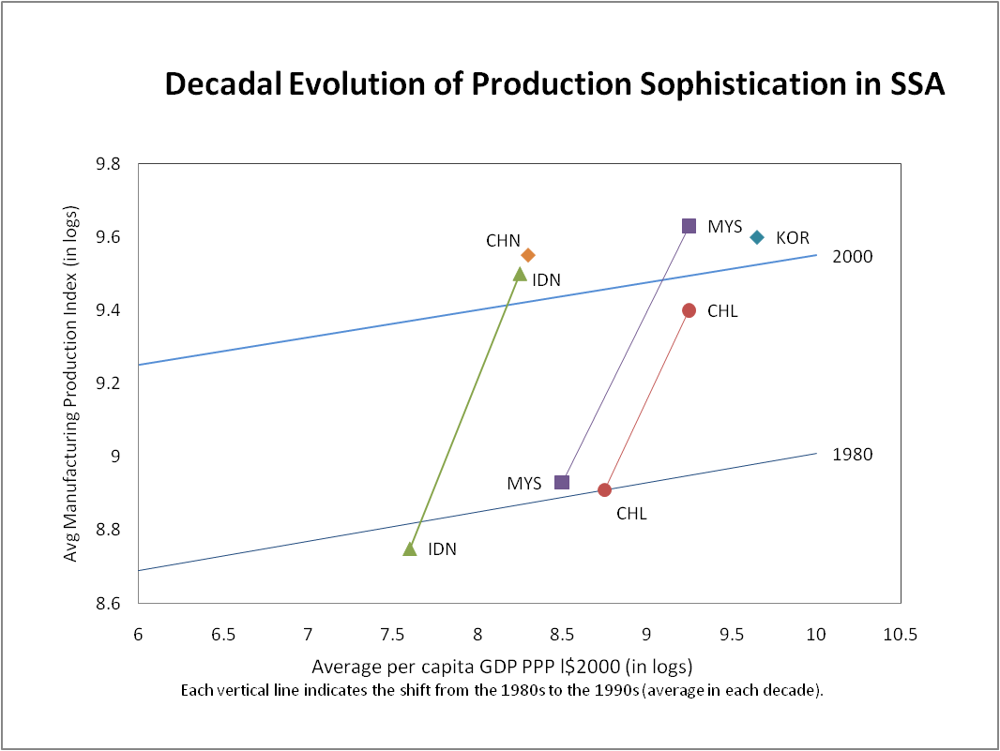 Decadal Evolution of Production Sophistication in SSA
Avg Manufacturing Production Index (in logs)
9.8
9.6
9.4
9.2
9
8.8
8.6
CHN
IDN
MYS
KOR
2000
CHL
1980
MYS
CHL
IDN
6 6.5 7 7.5 8 8.5 9 9.5 10 10.5
Average per capita GDP PPP I$2000 (in logs)
Each vertical line indicates the shift from the 1980s to the 1990s (average in each decade).